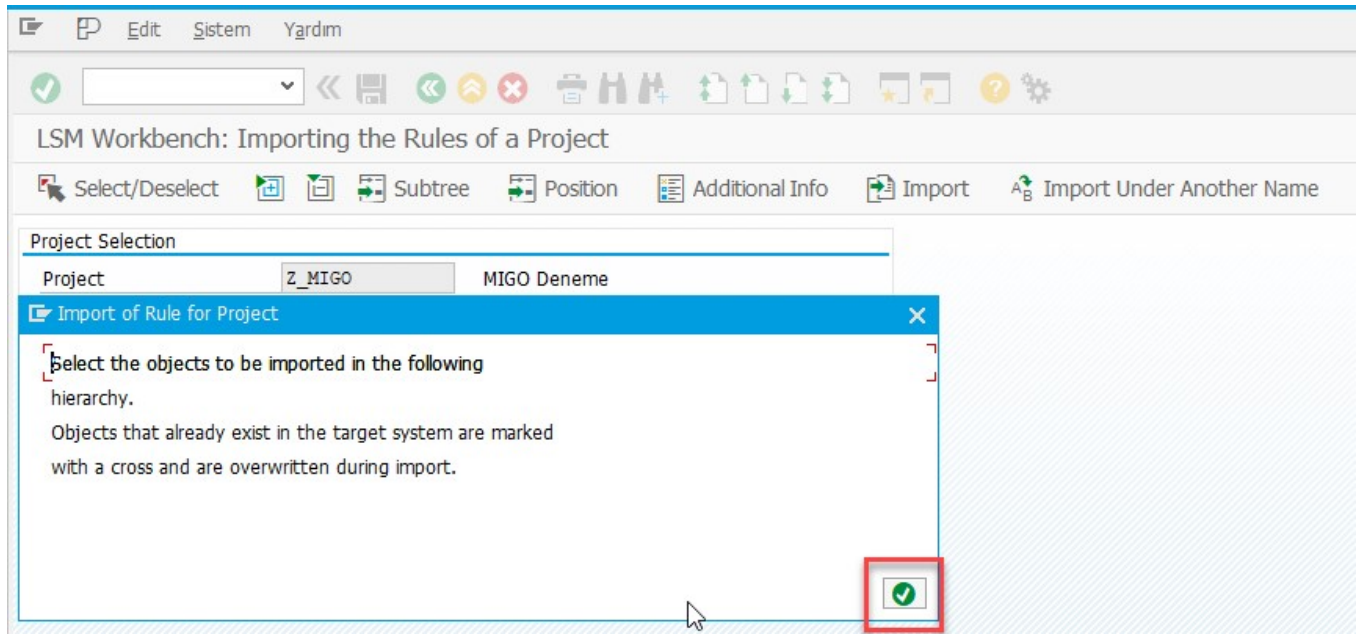 Edit Sistem Yardım
LSM Workbench: Importing the Rules of a Project
Select/Deselect Subtree Position Additional Info Import Import Under Another Name
Project Selection
Project Z_MIGO MIGO Deneme
Import of Rule for Project
Select the objects to be imported in the following
hierarchy.
Objects that already exist in the target system are marked
with a cross and are overwritten during import.